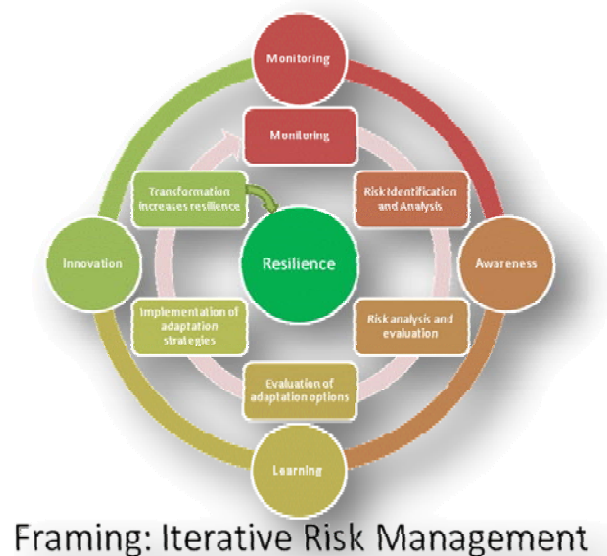 Monitoring
Monitoring
Transformation
increases resilience
Risk Identification
and Analysis
Innovation
Resilience
Awareness
Implementation of
adaptation
strategies
Risk analysis and
evaluation
Evaluation of
adaptation options
Learning
Framing: Iterative Risk Management